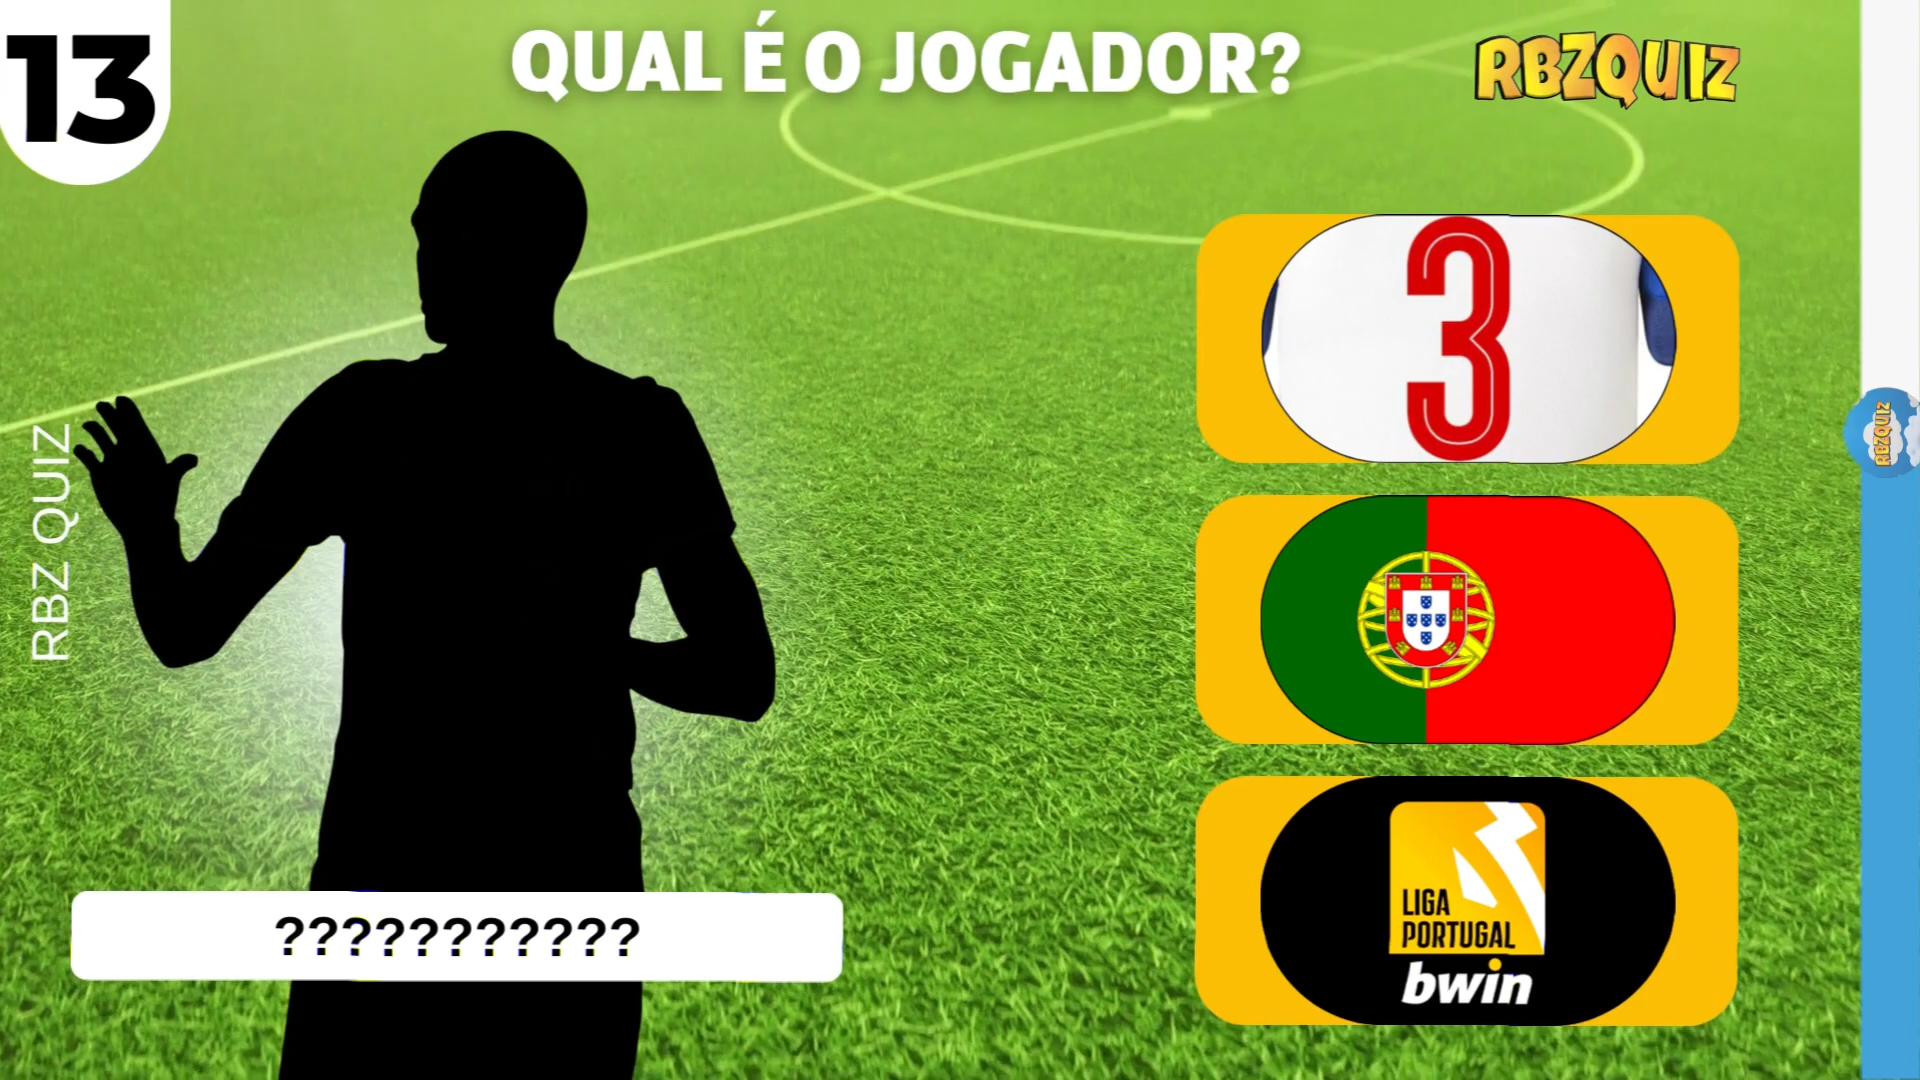 13
QUAL É O JOGADOR?
RBZQUIZ
3
RBZ QUIZ
RBZQUIZ
LIGA
PORTUGAL
bwin
???????????